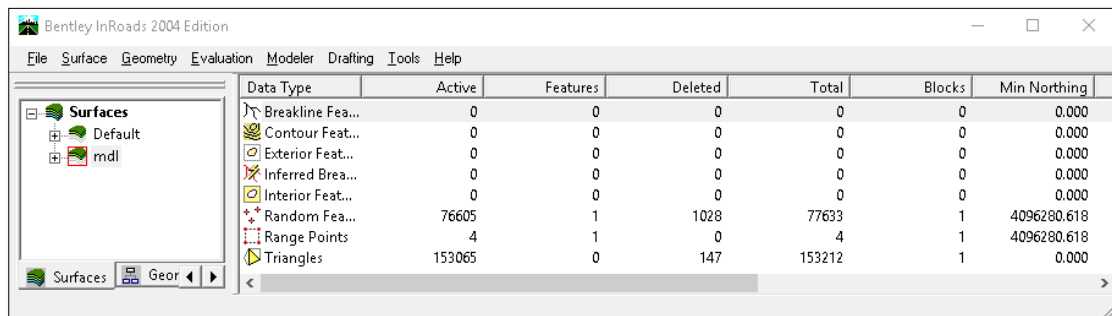 Bentley InRoads 2004 Edition
File Surface Geometry Evaluation Modeler Drafting Tools Help
Surfaces
Default
mdl
Surfaces Geor
Data Type Active Features Deleted Total Blocks Min Northing
Breakline Fea... 0 0 0 0 0 0.000
Contour Feat... 0 0 0 0 0 0.000
Exterior Feat... 0 0 0 0 0 0.000
Inferred Brea... 0 0 0 0 0 0.000
Interior Feat... 0 0 0 0 0 0.000
Random Fea... 76605 1 1028 77633 1 4096280.618
Range Points 4 1 0 4 1 4096280.618
Triangles 153065 0 147 153212 1 0.000